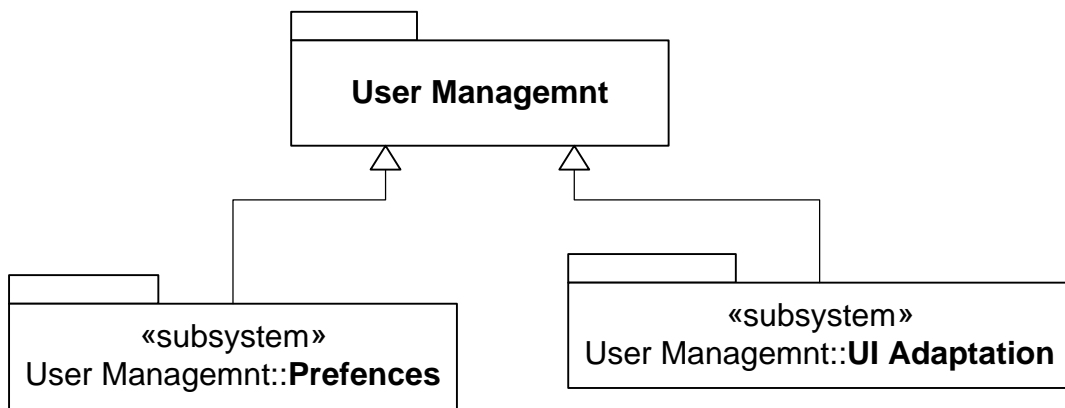 User Managemnt
«subsystem»
User Managemnt::Prefences
«subsystem»
User Managemnt::UI Adaptation